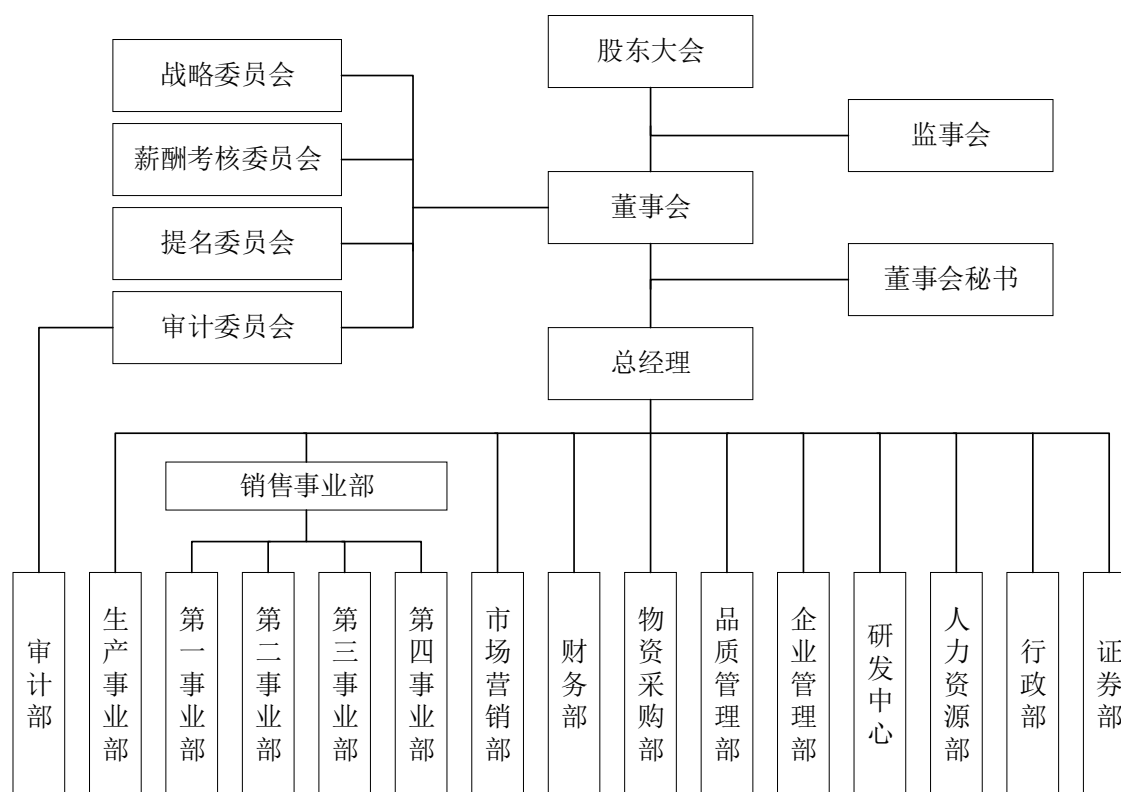 股东大会
战略委员会
监事会
薪酬考核委员会
董事会
提名委员会
董事会秘书
审计委员会
总经理
销售事业部
审计部
生产事业部
第一事业部
第二事业部
第三事业部
第四事业部
市场营销部
财务部
物资采购部
品质管理部
企业管理部
研发中心
人力资源部
行政部
证券部